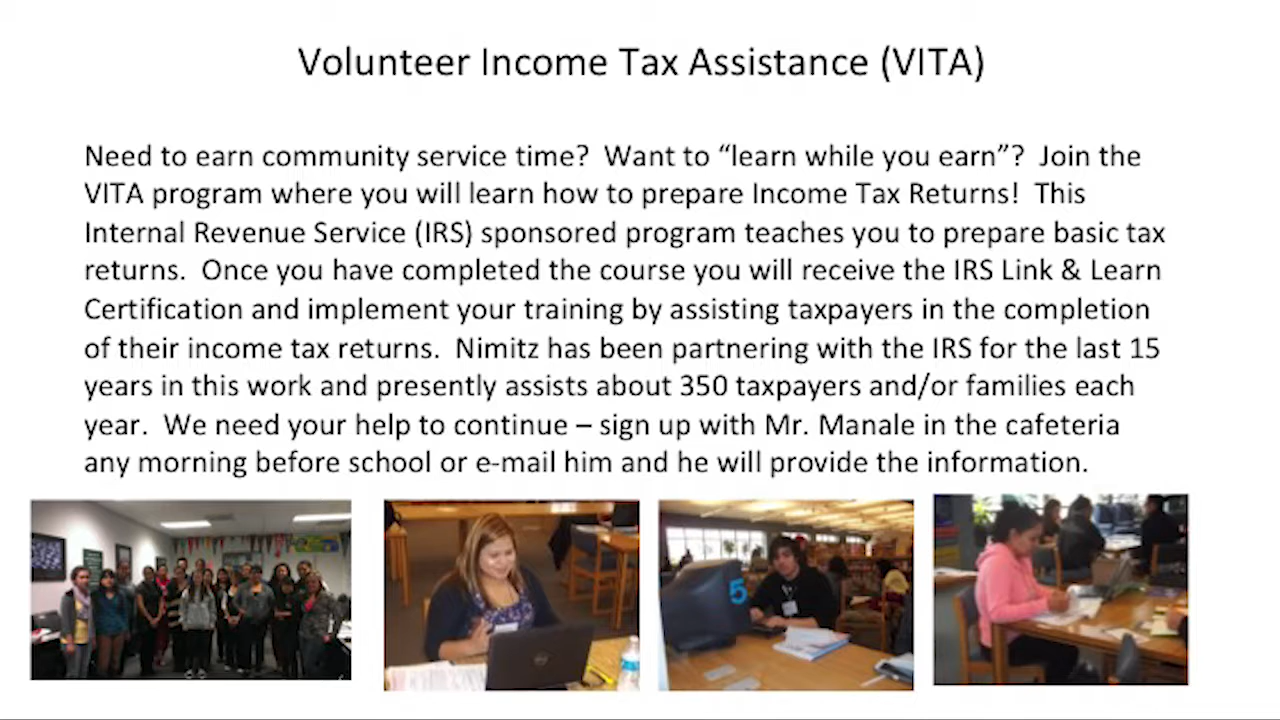 Volunteer Income Tax Assistance (VITA)
Need to earn community service time?  Want to “learn while you earn”?  Join the
VITA program where you will learn how to prepare Income Tax Returns!  This
Internal Revenue Service (IRS) sponsored program teaches you to prepare basic tax
returns.  Once you have completed the course you will receive the IRS Link & Learn
Certification and implement your training by assisting taxpayers in the completion
of their income tax returns.  Nimitz has been partnering with the IRS for the last 15
years in this work and presently assists about 350 taxpayers and/or families each
year.  We need your help to continue – sign up with Mr. Manale in the cafeteria
any morning before school or e-mail him and he will provide the information.
5